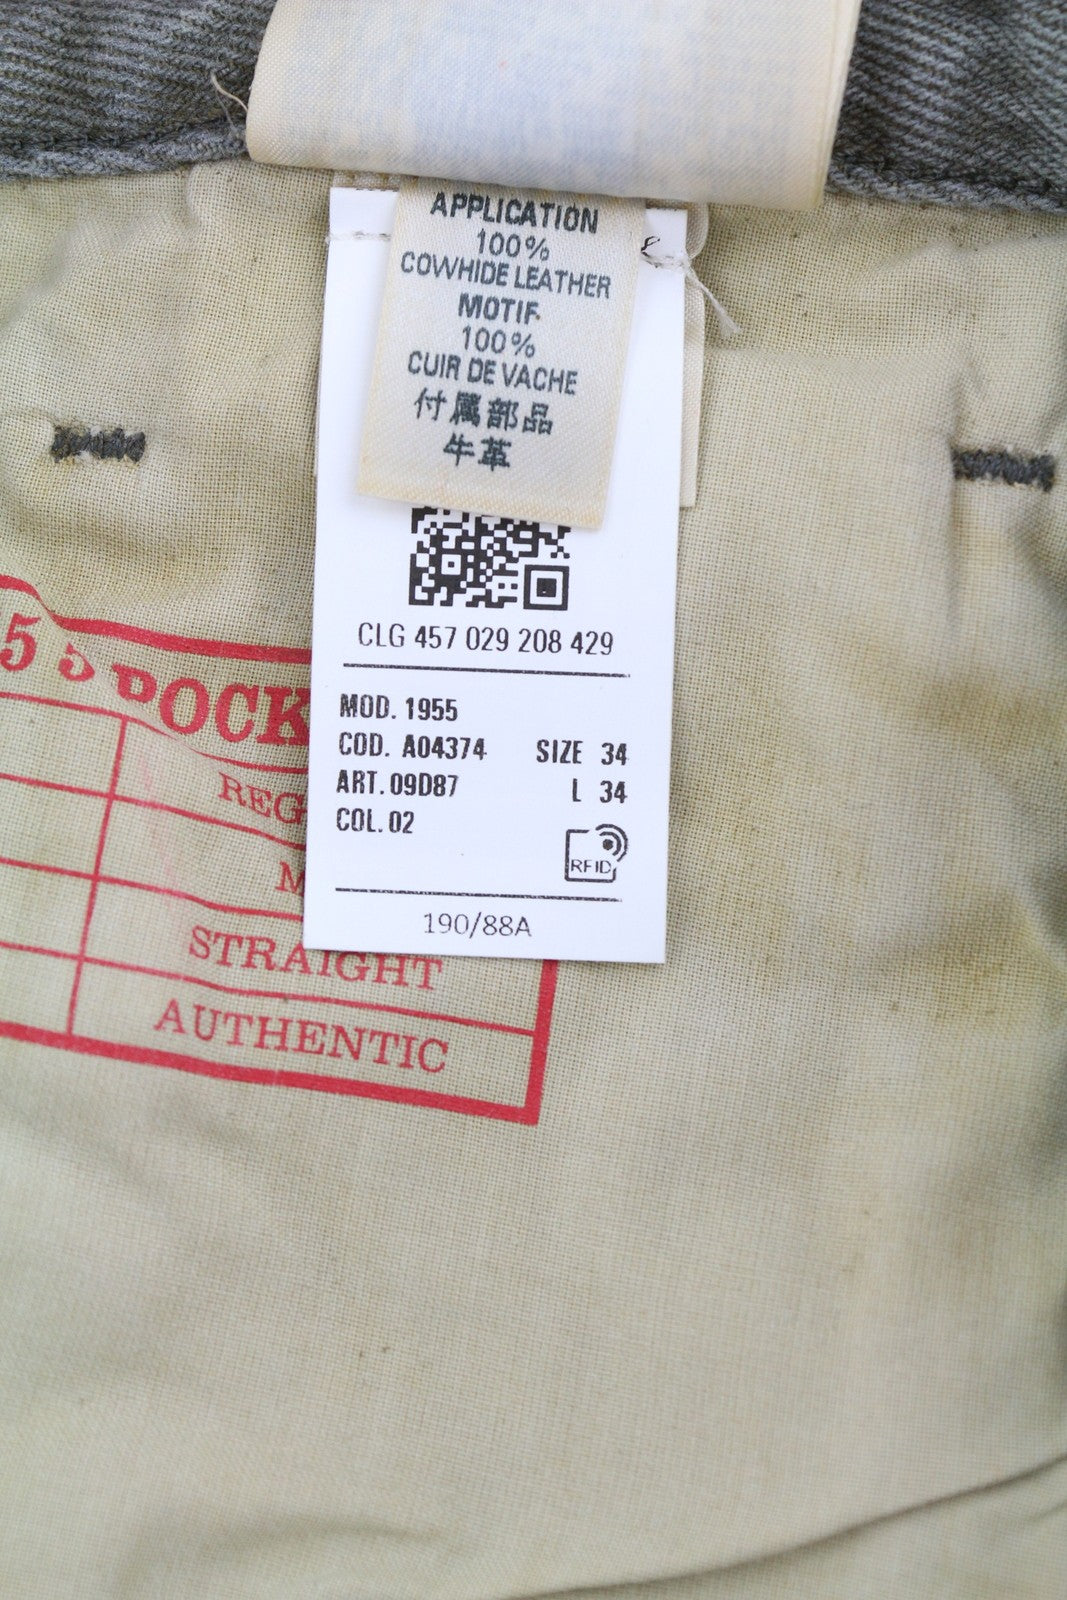 APPLICATION
100%
COWHIDE LEATHER
MOTIF
100%
CUIR DE VACHE
付属部品
牛革
CLG 457 029 208 429
MOD. 1955
COD. A04374 SIZE 34
ART. 09D87 L 34
COL. 02
RFID
190/88A
STRAIGHT
AUTHENTIC